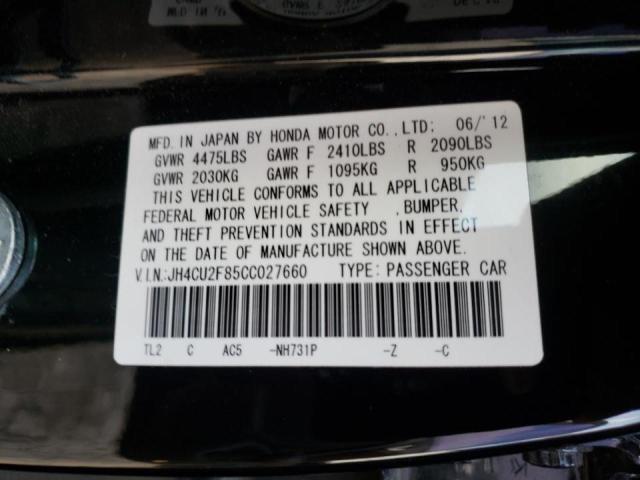 MFD. IN JAPAN BY HONDA MOTOR CO.,LTD: 06/'12
GVWR 4475LBS GAWR F 2410LBS R 2090LBS
GVWR 2030KG GAWR F 1095KG R 950KG
THIS VEHICLE CONFORMS TO ALL APPLICABLE
FEDERAL MOTOR VEHICLE SAFETY ,BUMPER,
AND THEFT PREVENTION STANDARDS IN EFFECT
ON THE DATE OF MANUFACTURE SHOWN ABOVE.
V.I.N.:JH4CU2F85CC027660 TYPE: PASSENGER CAR
TL2 C AC5 -NH731P -Z -C